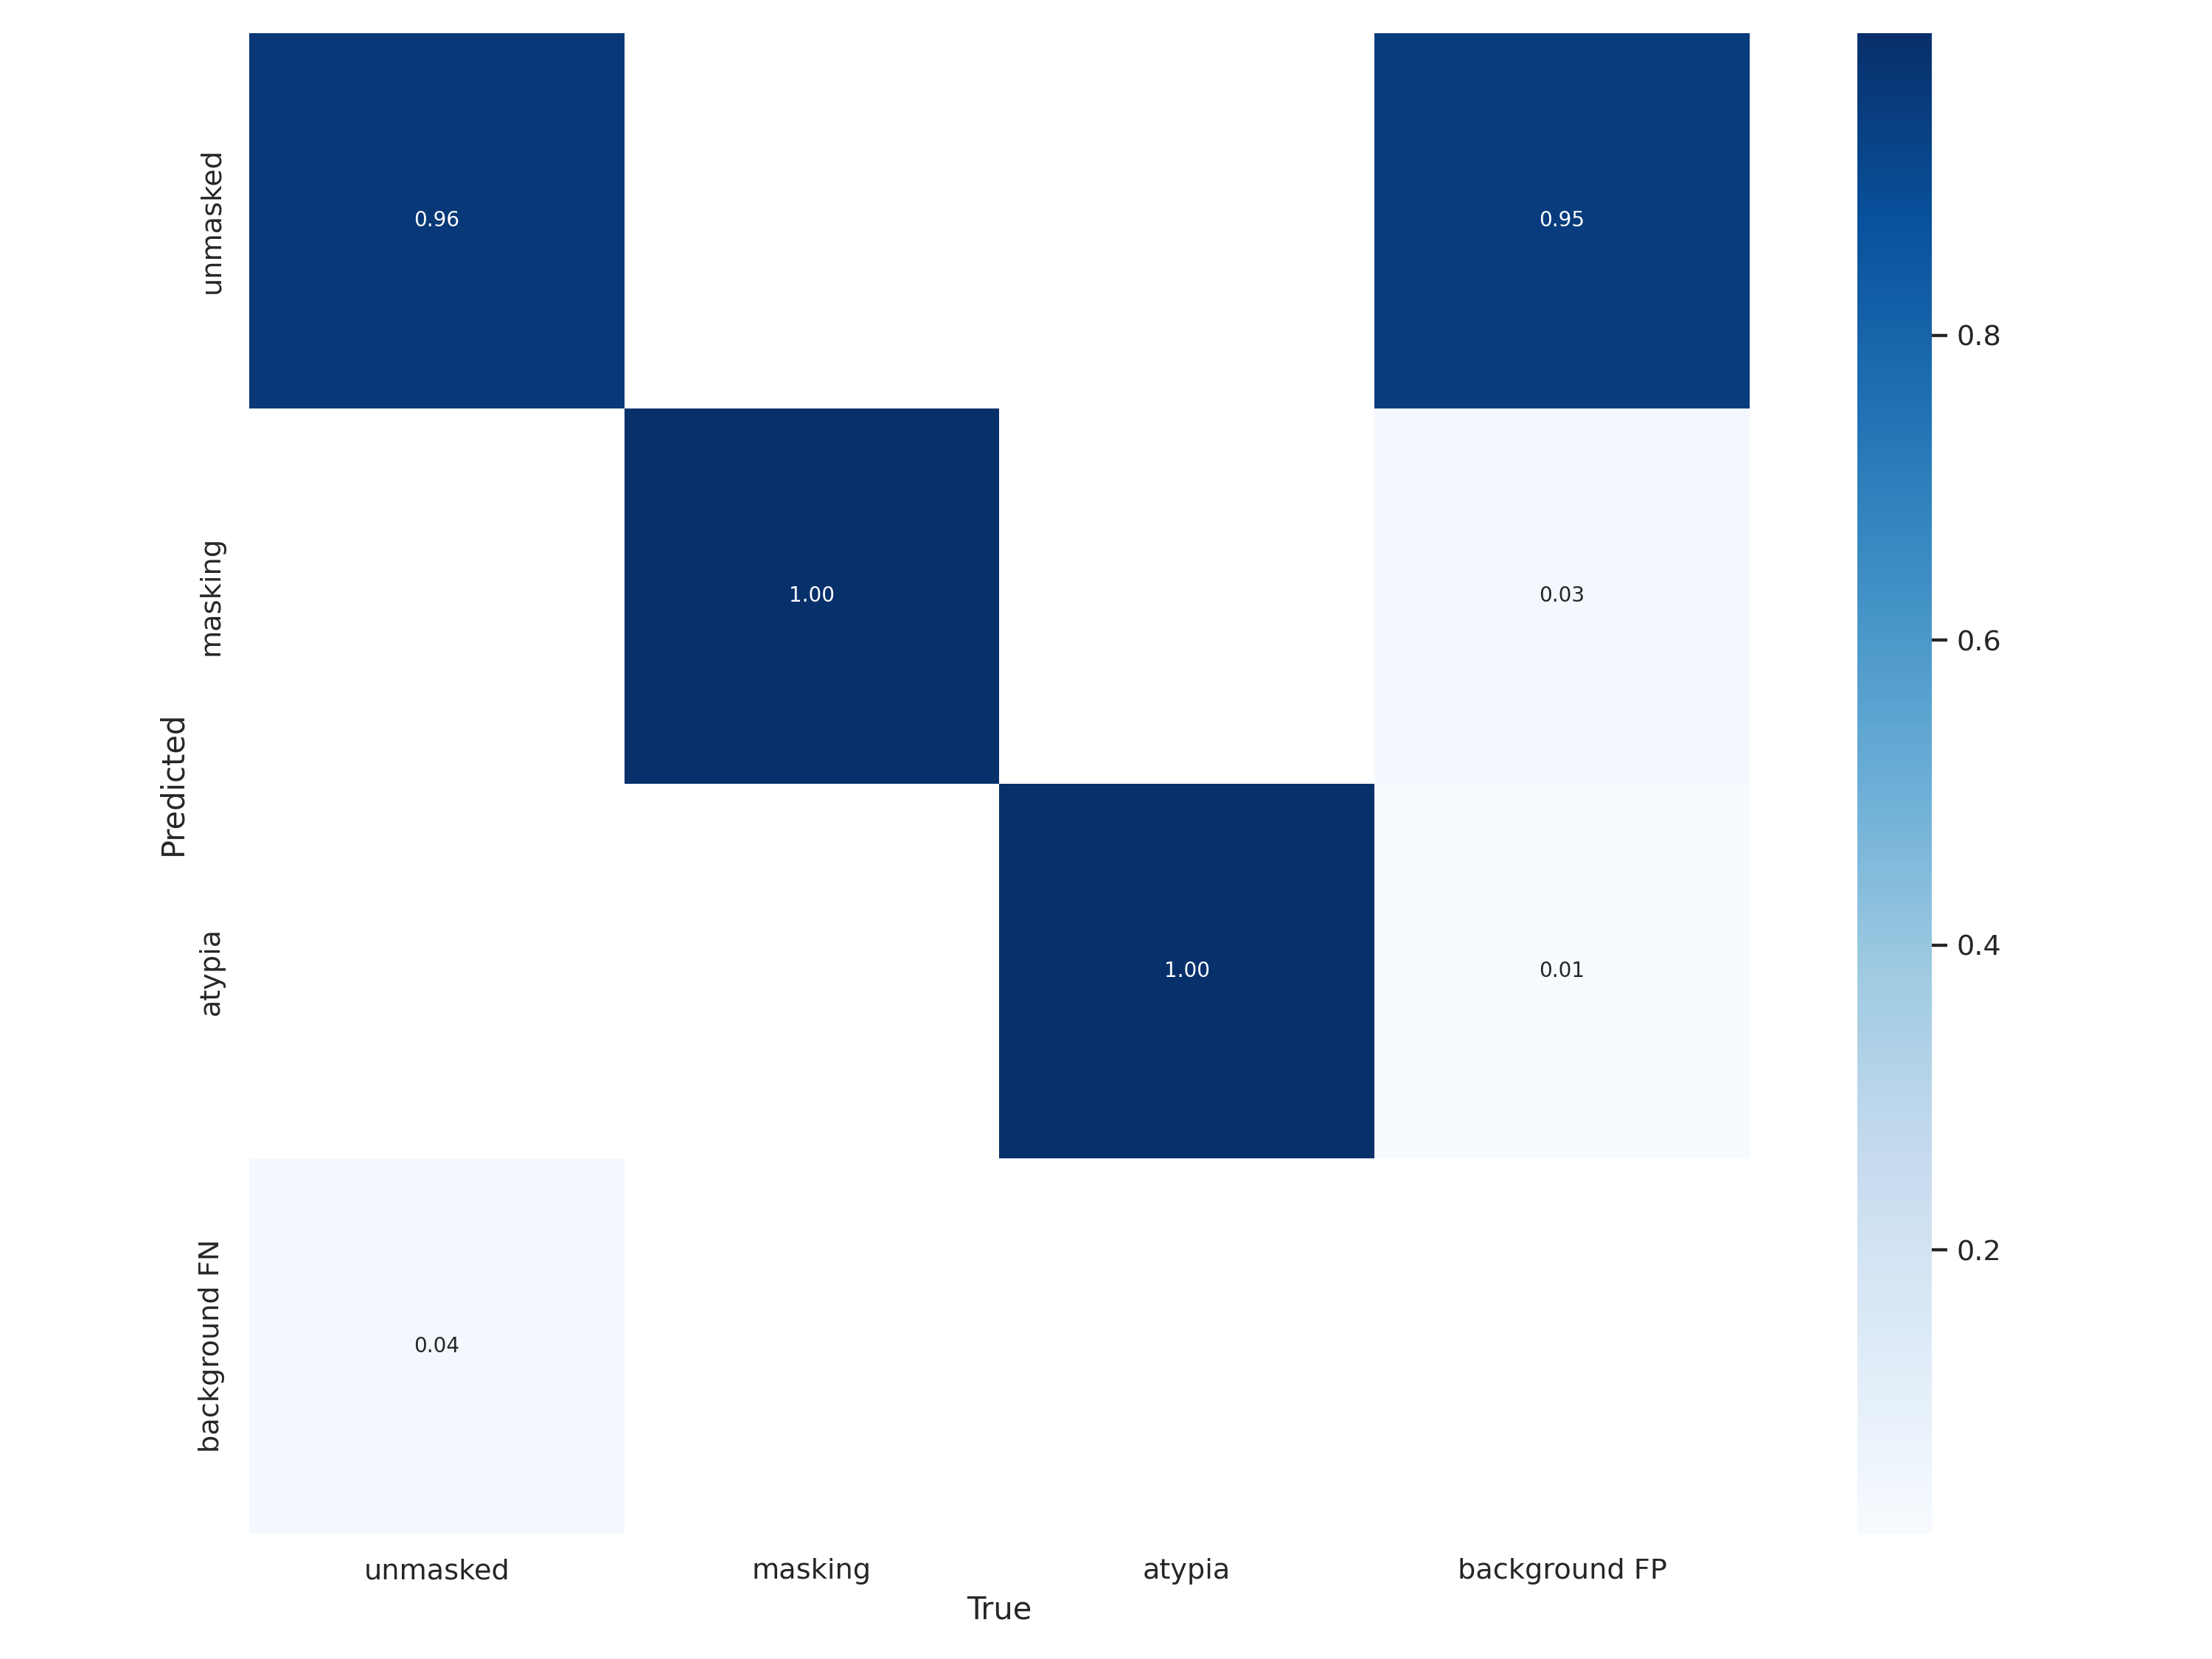 unmasked
0.96
0.95
0.8
masking
1.00
0.03
0.6
Predicted
atypia
1.00
0.01
0.4
background FN
0.04
0.2
unmasked masking atypia background FP
True